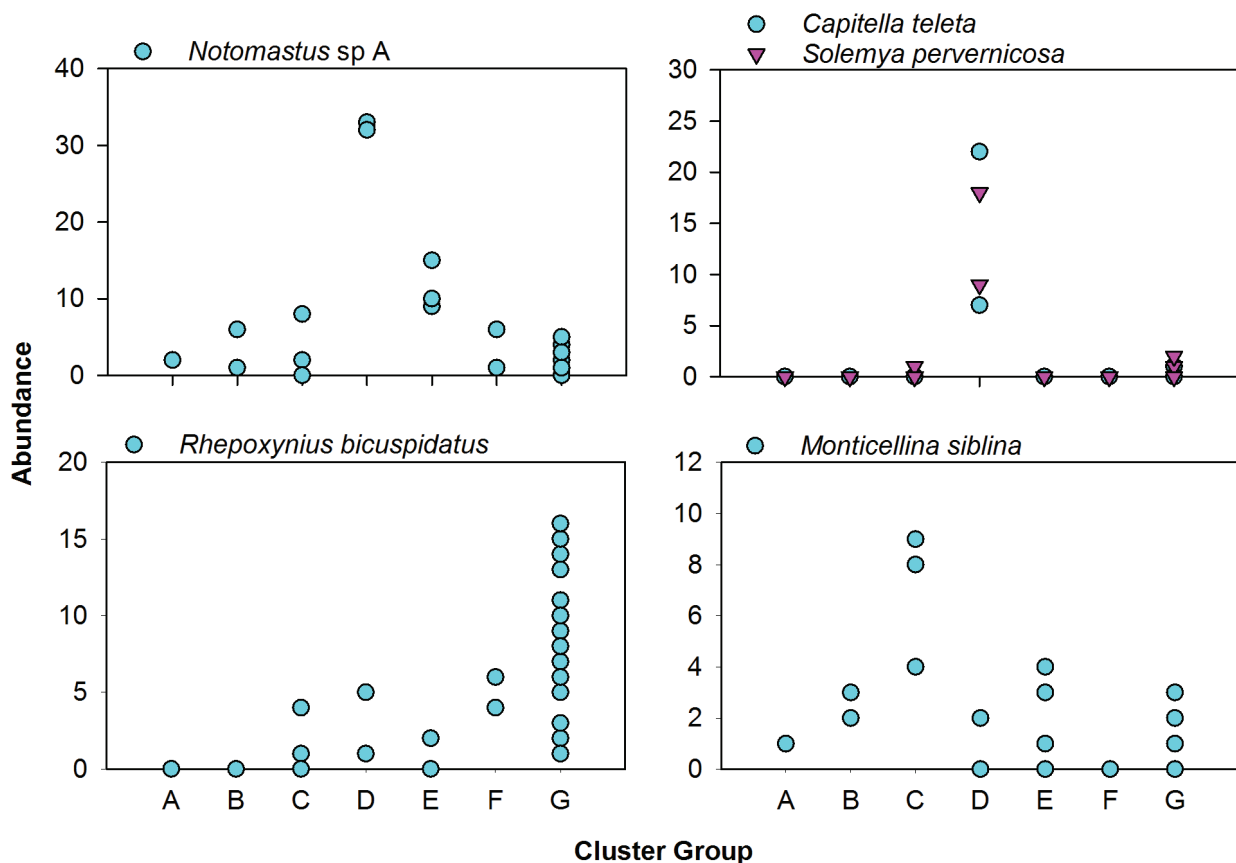 Notomastus sp A
40
30
20
10
0
Capitella teleta
Solemya pervernicosa
30
25
20
15
10
5
0
Abundance
Rhepoxynius bicuspidatus
20
15
10
5
0
A B C D E F G
Monticellina siblina
12
10
8
6
4
2
0
A B C D E F G
Cluster Group